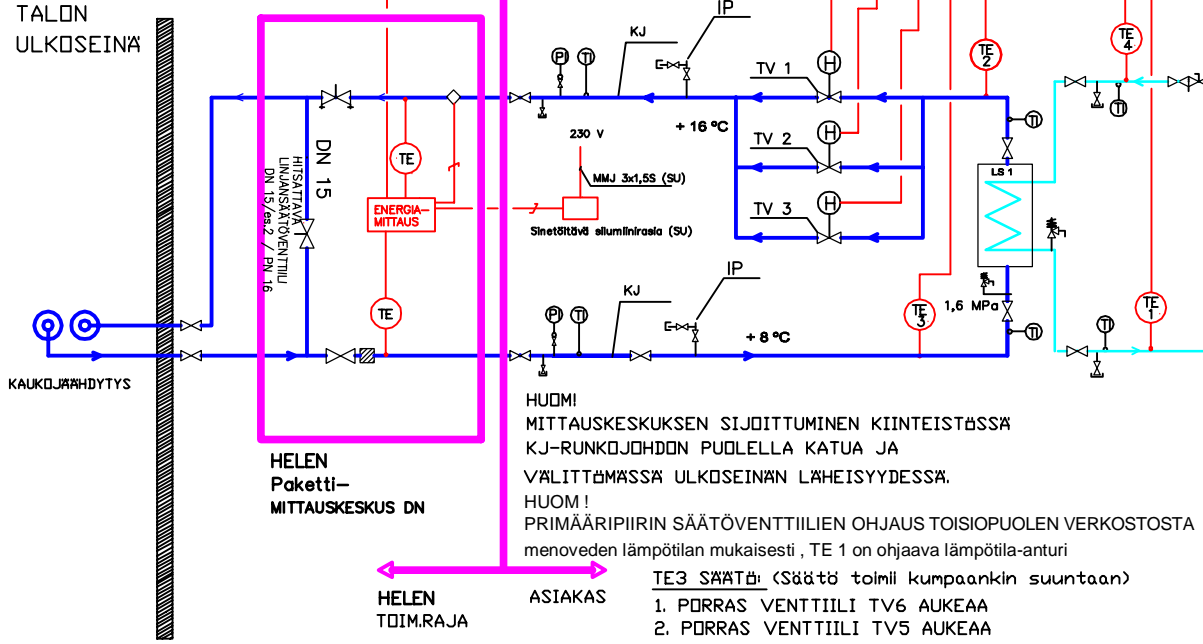 TALON
ULKOSEINÄ
IP
KJ
PI
TI
H
TE
2
TE
4
TV 1
TI
TI
+ 16 ºC
230 V
H
TV 2
DN 15
HITSATTAVA
LINJANSÄÄTÖVENTTIILI
DN 15/es.2 / PN 16
TE
MMJ 3x1,5S (SU)
LS 1
ENERGIA-
MITTAUS
H
TV 3
Sinetöitävä silumiinirasia (SU)
IP
KJ
1,6 MPa
TE
PI
TI
TE
3
TE
1
TI
TI
+ 8 ºC
KAUKOJÄÄHDYTYS
HUOM!
MITTAUSKESKUKSEN SIJOITTUMINEN KIINTEISTÖSSÄ
KJ-RUNKOJOHDON PUOLELLA KATUA JA
VÄLITTÖMÄSSÄ ULKOSEINÄN LÄHEISYYDESSÄ.
HELEN
Paketti-
MITTAUSKESKUS DN
HUOM !
PRIMÄÄRIPIIRIN SÄÄTÖVENTTIILIEN OHJAUS TOISIOPUOLEN VERKOSTOSTA
menoveden lämpötilan mukaisesti , TE 1 on ohjaava lämpötila-anturi
TE3 SÄÄTÖ: (Säätö toimii kumpaankin suuntaan)
HELEN
TOIM.RAJA
ASIAKAS
1. PORRAS VENTTIILI TV6 AUKEAA
2. PORRAS VENTTIILI TV5 AUKEAA